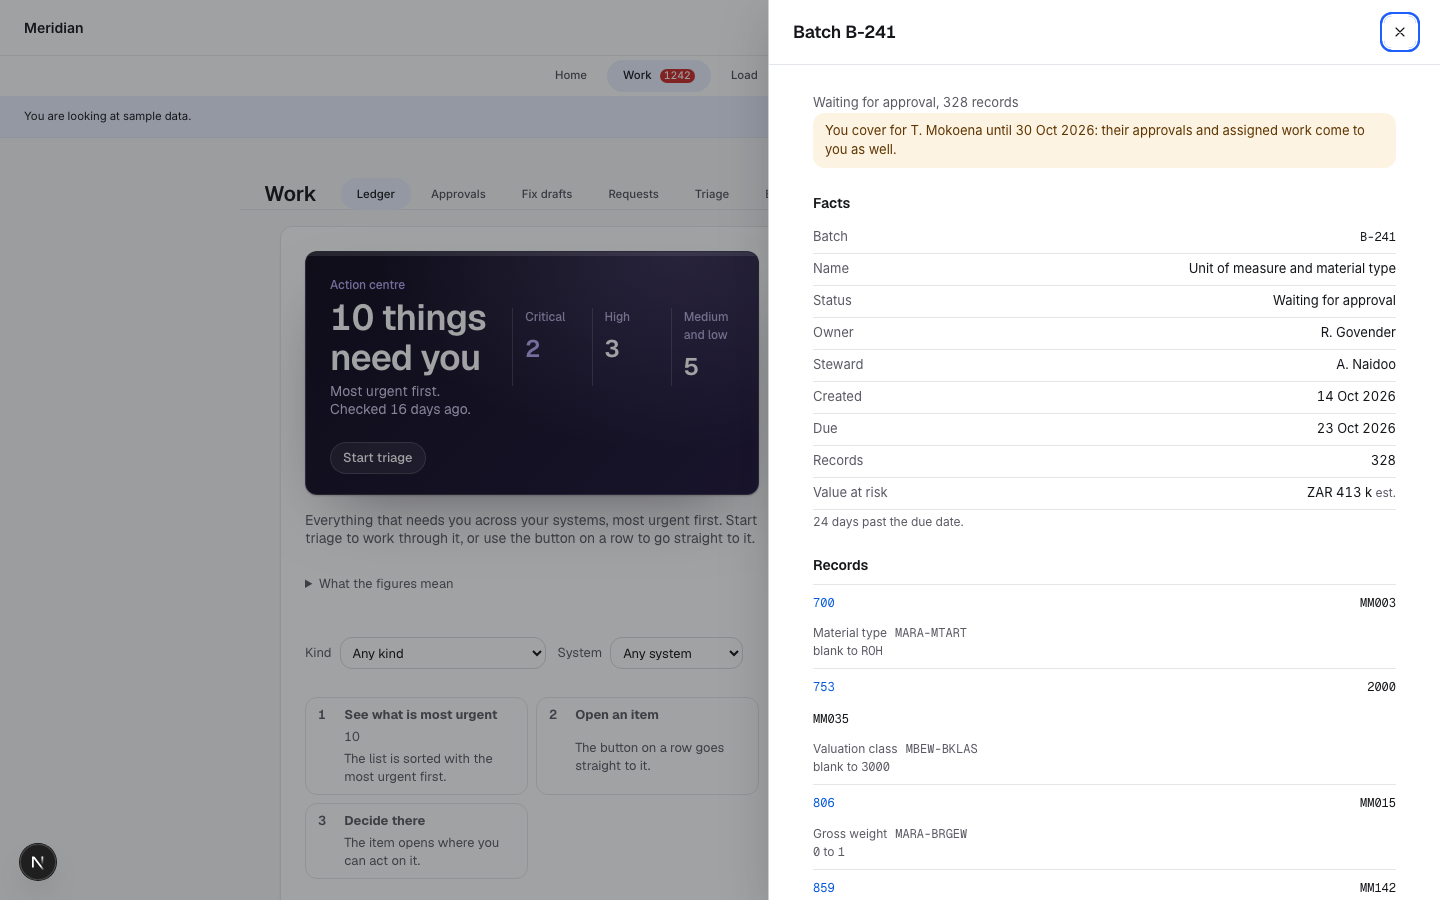 Meridian
Home
Work 1242
Load
You are looking at sample data.
Work
Ledger
Approvals
Fix drafts
Requests
Triage
Action centre
10 things
need you
Most urgent first.
Checked 16 days ago.
Critical
2
High
3
Medium
and low
5
Start triage
Everything that needs you across your systems, most urgent first. Start
triage to work through it, or use the button on a row to go straight to it.
What the figures mean
Kind
Any kind
System
Any system
1 See what is most urgent
10
The list is sorted with the
most urgent first.
2 Open an item
The button on a row goes
straight to it.
3 Decide there
The item opens where you
can act on it.
N
Batch B-241
Waiting for approval, 328 records
You cover for T. Mokoena until 30 Oct 2026: their approvals and assigned work come to
you as well.
Facts
Batch B-241
Name Unit of measure and material type
Status Waiting for approval
Owner R. Govender
Steward A. Naidoo
Created 14 Oct 2026
Due 23 Oct 2026
Records 328
Value at risk ZAR 413 k est.
24 days past the due date.
Records
700 MM003
Material type MARA-MTART
blank to ROH
753 2000
MM035
Valuation class MBEW-BKLAS
blank to 3000
806 MM015
Gross weight MARA-BRGEW
0 to 1
859 MM142